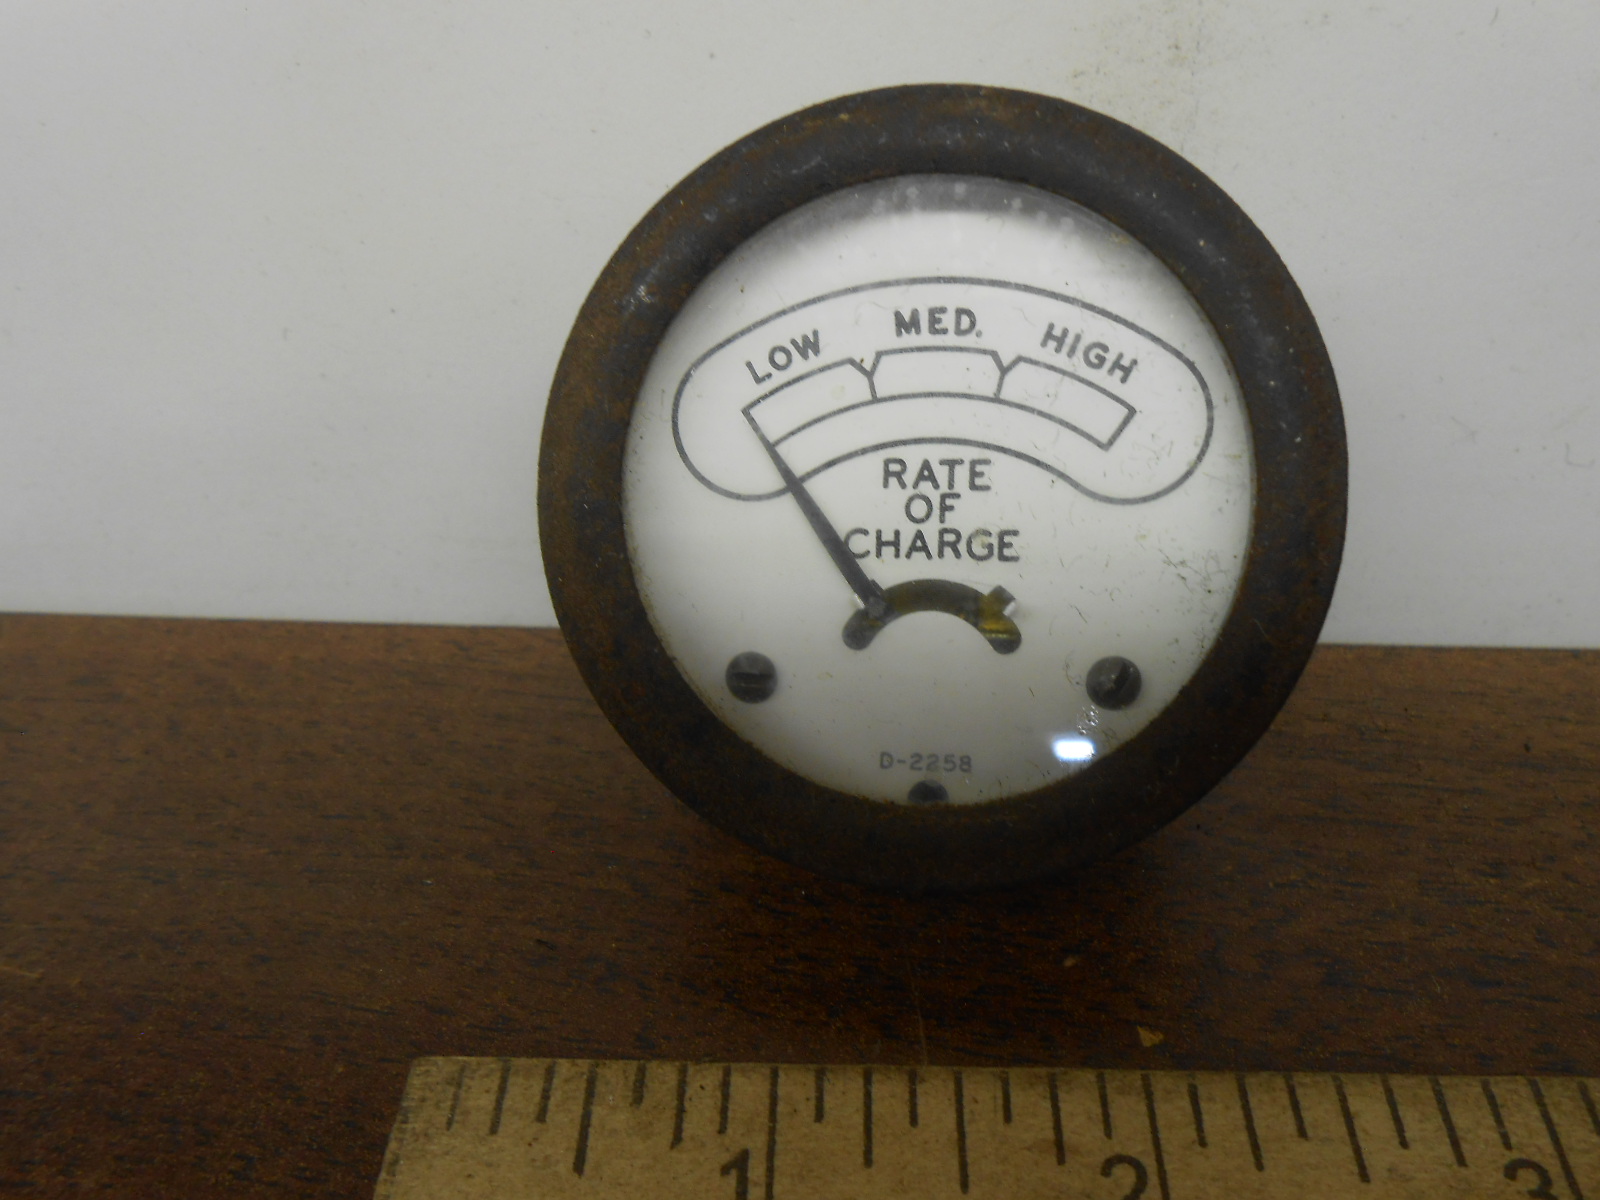 LOW MED. HIGH
RATE
OF
CHARGE
D-2258
1 2 3